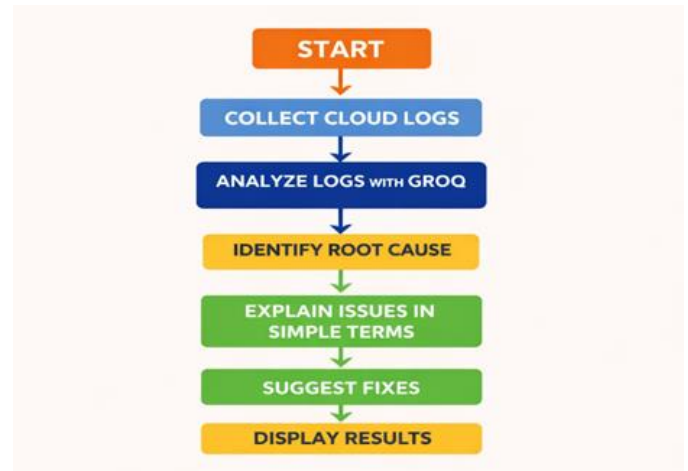 START
COLLECT CLOUD LOGS
ANALYZE LOGS WITH GROQ
IDENTIFY ROOT CAUSE
EXPLAIN ISSUES IN
SIMPLE TERMS
SUGGEST FIXES
DISPLAY RESULTS